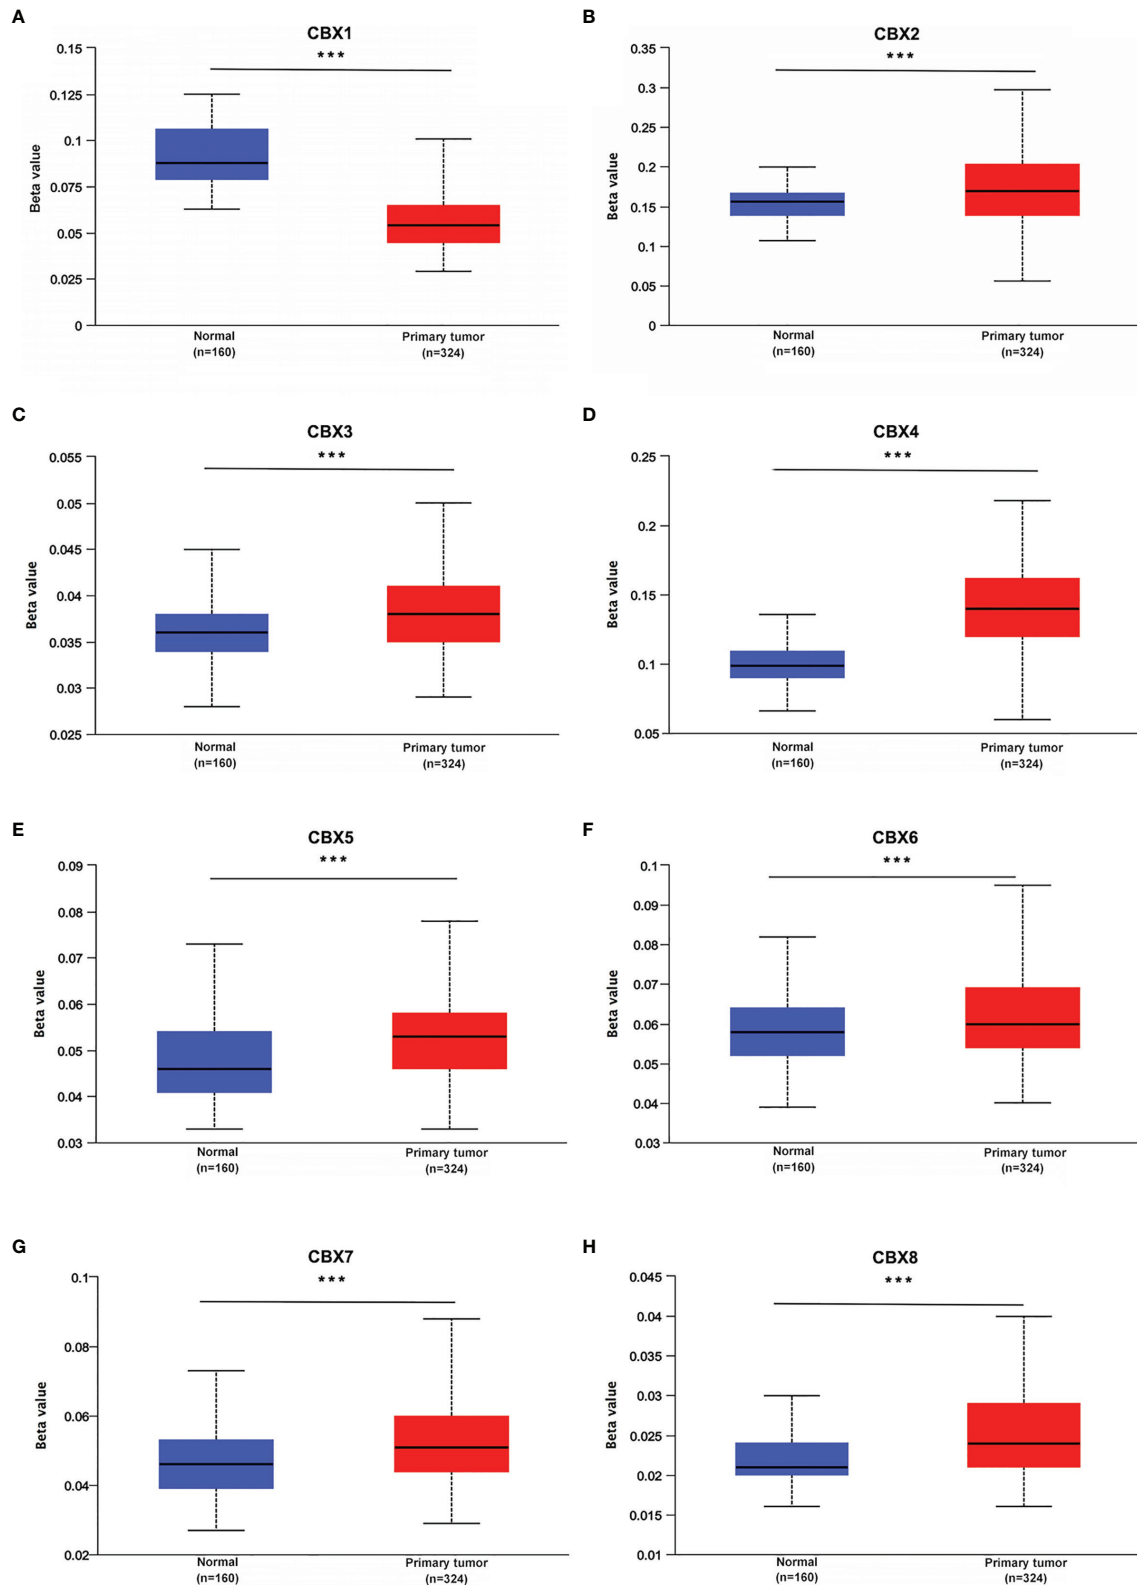 A
CBX1
***
0.15
0.125
0.1
0.075
0.05
0.025
0
Beta value
Normal
(n=160)
Primary tumor
(n=324)
B
CBX2
***
0.35
0.3
0.25
0.2
0.15
0.1
0.05
0
Beta value
Normal
(n=160)
Primary tumor
(n=324)
C
CBX3
***
0.055
0.05
0.045
0.04
0.035
0.03
0.025
Beta value
Normal
(n=160)
Primary tumor
(n=324)
D
CBX4
***
0.25
0.2
0.15
0.1
0.05
Beta value
Normal
(n=160)
Primary tumor
(n=324)
E
CBX5
***
0.09
0.08
0.07
0.06
0.05
0.04
0.03
Beta value
Normal
(n=160)
Primary tumor
(n=324)
F
CBX6
***
0.1
0.09
0.08
0.07
0.06
0.05
0.04
0.03
Beta value
Normal
(n=160)
Primary tumor
(n=324)
G
CBX7
***
0.1
0.08
0.06
0.04
0.02
Beta value
Normal
(n=160)
Primary tumor
(n=324)
H
CBX8
***
0.045
0.04
0.035
0.03
0.025
0.02
0.015
0.01
Beta value
Normal
(n=160)
Primary tumor
(n=324)